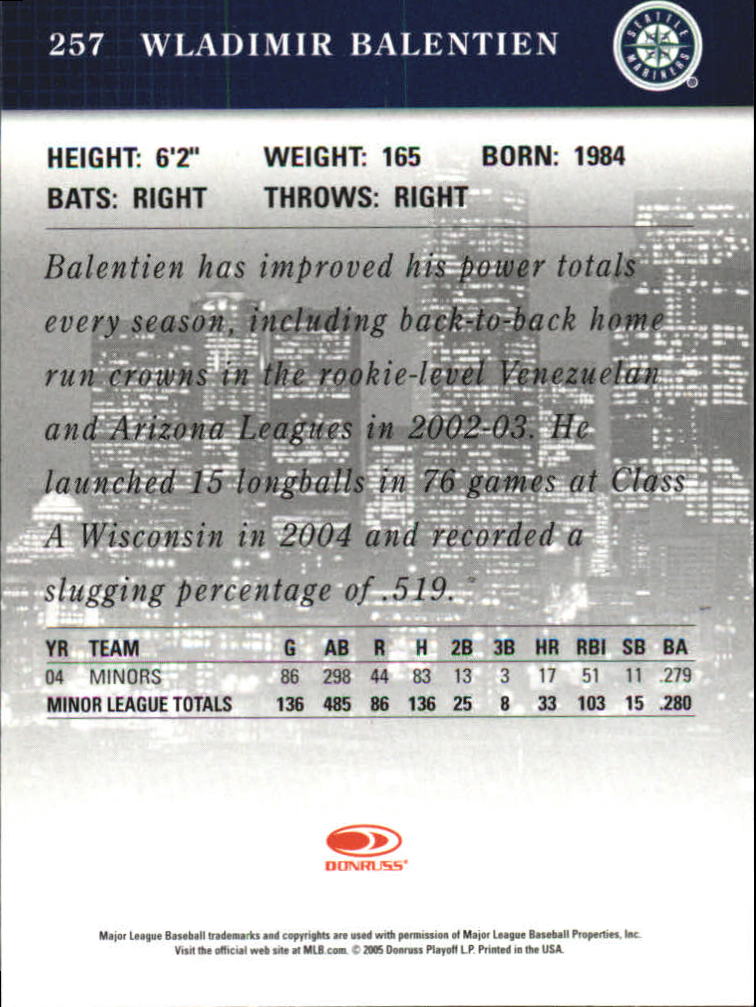 257 WLADIMIR BALENTIEN
SEATTLE MARINERS ®
HEIGHT: 6'2" WEIGHT: 165 BORN: 1984
BATS: RIGHT THROWS: RIGHT
Balentien has improved his power totals
every season, including back-to-back home
run crowns in the rookie-level Venezuelan
and Arizona Leagues in 2002-03. He
launched 15 longballs in 76 games at Class
A Wisconsin in 2004 and recorded a
slugging percentage of .519.
YR TEAM G AB R H 2B 3B HR RBI SB BA
04 MINORS 86 298 44 83 13 3 17 51 11 .279
MINOR LEAGUE TOTALS 136 485 86 136 25 8 33 103 15 .280
DONRUSS®
Major League Baseball trademarks and copyrights are used with permission of Major League Baseball Properties, Inc.
Visit the official web site at MLB.com. © 2005 Donruss Playoff L.P. Printed in the USA.